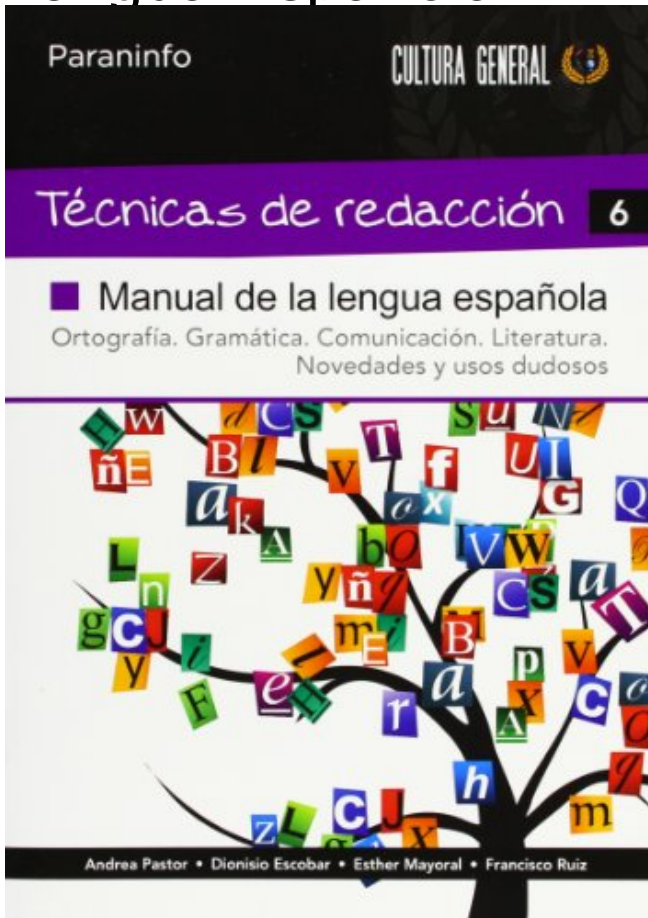 Paraninfo
CULTURA GENERAL
Técnicas de redacción 6
Manual de la lengua española
Ortografía. Gramática. Comunicación. Literatura.
Novedades y usos dudosos
Andrea Pastor • Dionisio Escobar • Esther Mayoral • Francisco Ruiz